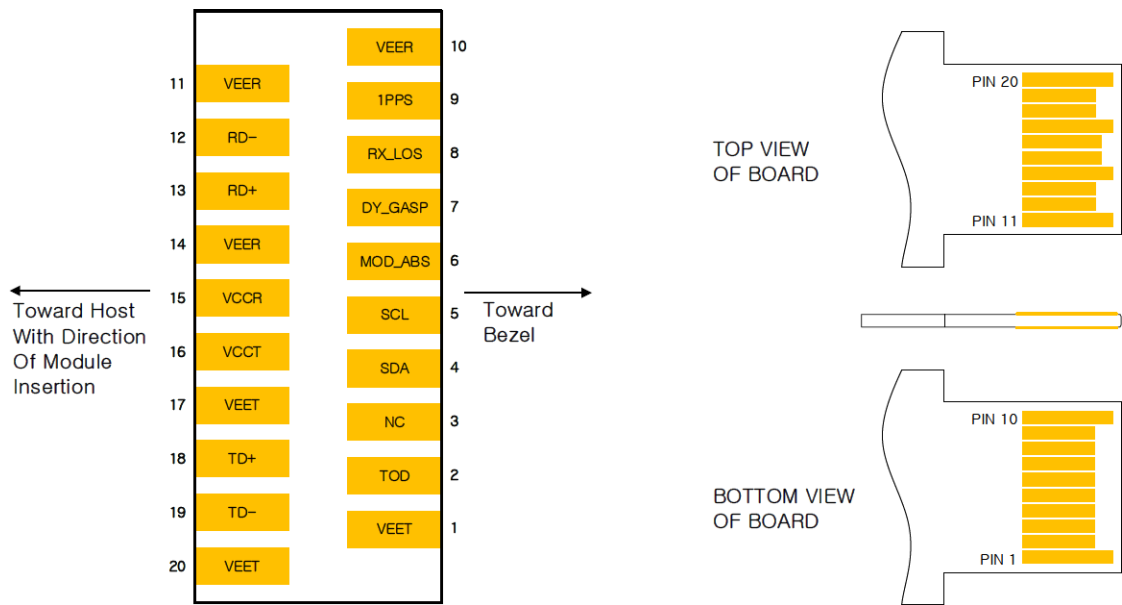 VEER 10
11 VEER
1PPS 9
12 RD-
RX_LOS 8
13 RD+
DY_GASP 7
14 VEER
MOD_ABS 6
15 VCCR
SCL 5
16 VCCT
SDA 4
17 VEET
NC 3
18 TD+
TOD 2
19 TD-
VEET 1
20 VEET
Toward Host
With Direction
Of Module
Insertion
Toward
Bezel
TOP VIEW
OF BOARD
PIN 20
PIN 11
BOTTOM VIEW
OF BOARD
PIN 10
PIN 1